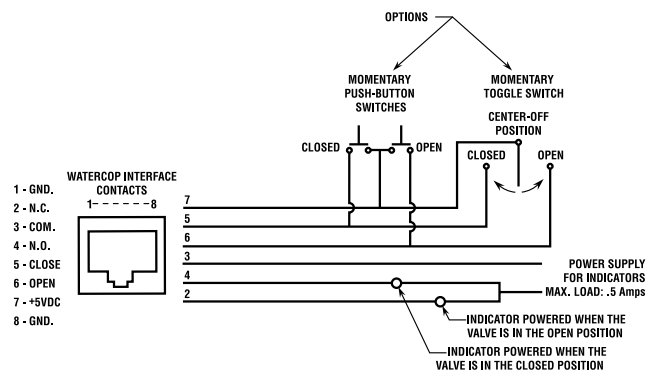 OPTIONS
MOMENTARY
PUSH-BUTTON
SWITCHES
MOMENTARY
TOGGLE SWITCH
CENTER-OFF
POSITION
CLOSED
OPEN
CLOSED
OPEN
WATERCOP INTERFACE
CONTACTS
1------8
1 - GND.
2 - N.C.
3 - COM.
4 - N.O.
5 - CLOSE
6 - OPEN
7 - +5VDC
8 - GND.
7
5
6
3
4
2
POWER SUPPLY
FOR INDICATORS
MAX. LOAD: .5 Amps
INDICATOR POWERED WHEN THE
VALVE IS IN THE OPEN POSITION
INDICATOR POWERED WHEN THE
VALVE IS IN THE CLOSED POSITION